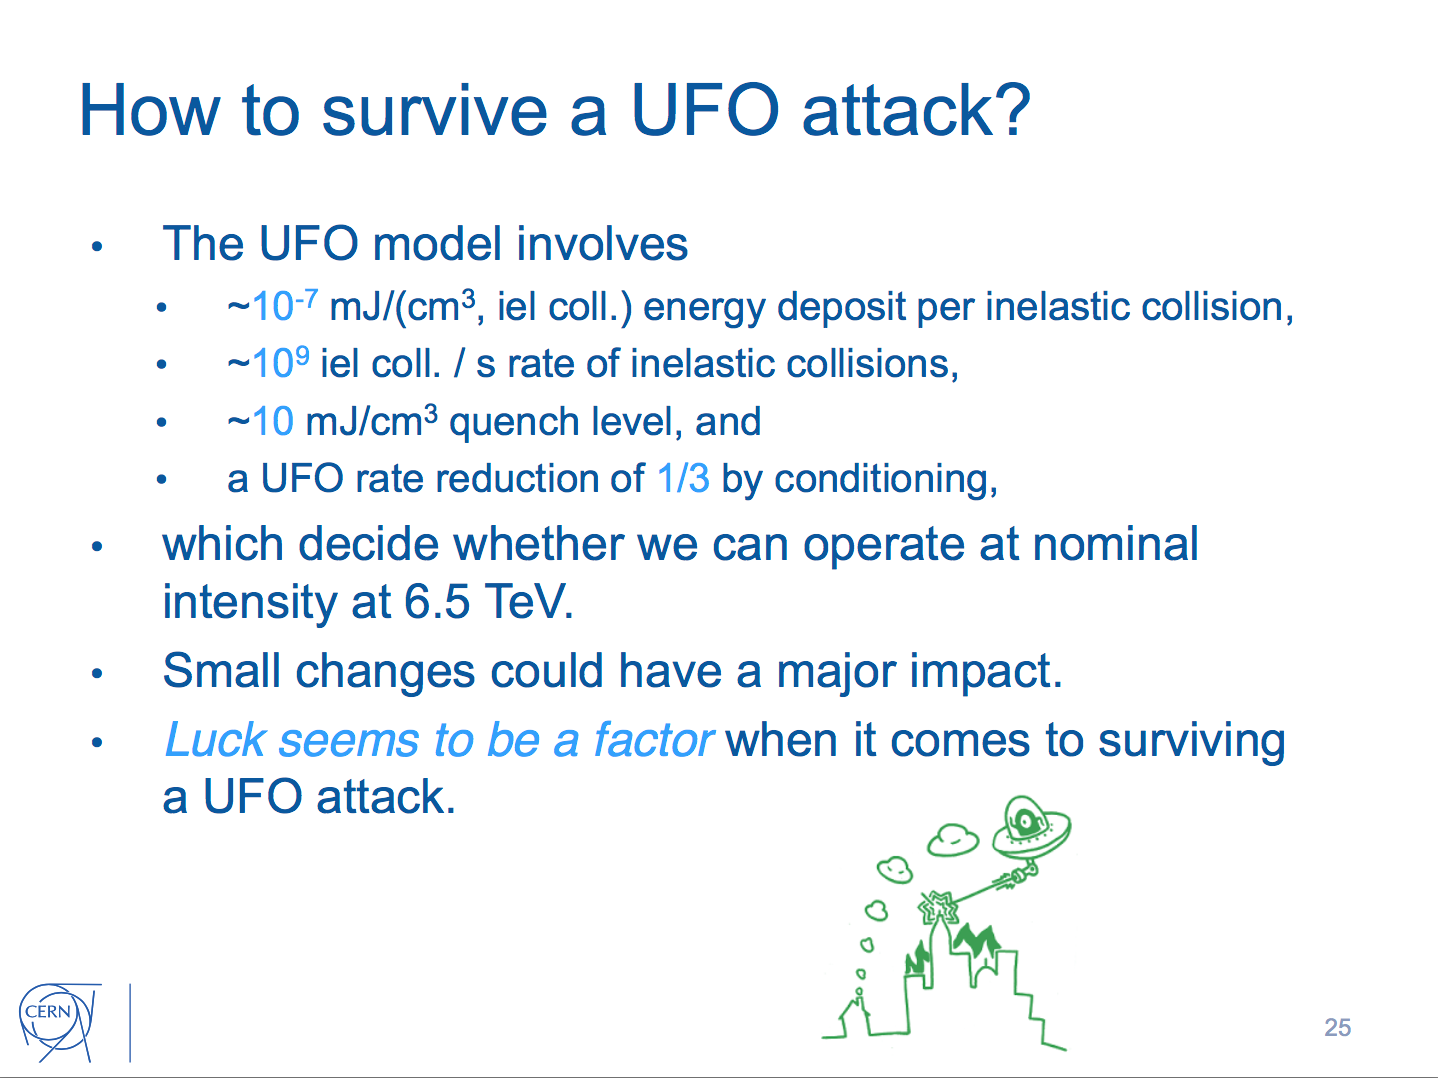 How to survive a UFO attack?
• The UFO model involves
• ~10⁻⁷ mJ/(cm³, iel coll.) energy deposit per inelastic collision,
• ~10⁹ iel coll. / s rate of inelastic collisions,
• ~10 mJ/cm³ quench level, and
• a UFO rate reduction of 1/3 by conditioning,
• which decide whether we can operate at nominal
intensity at 6.5 TeV.
• Small changes could have a major impact.
• Luck seems to be a factor when it comes to surviving
a UFO attack.
CERN
25